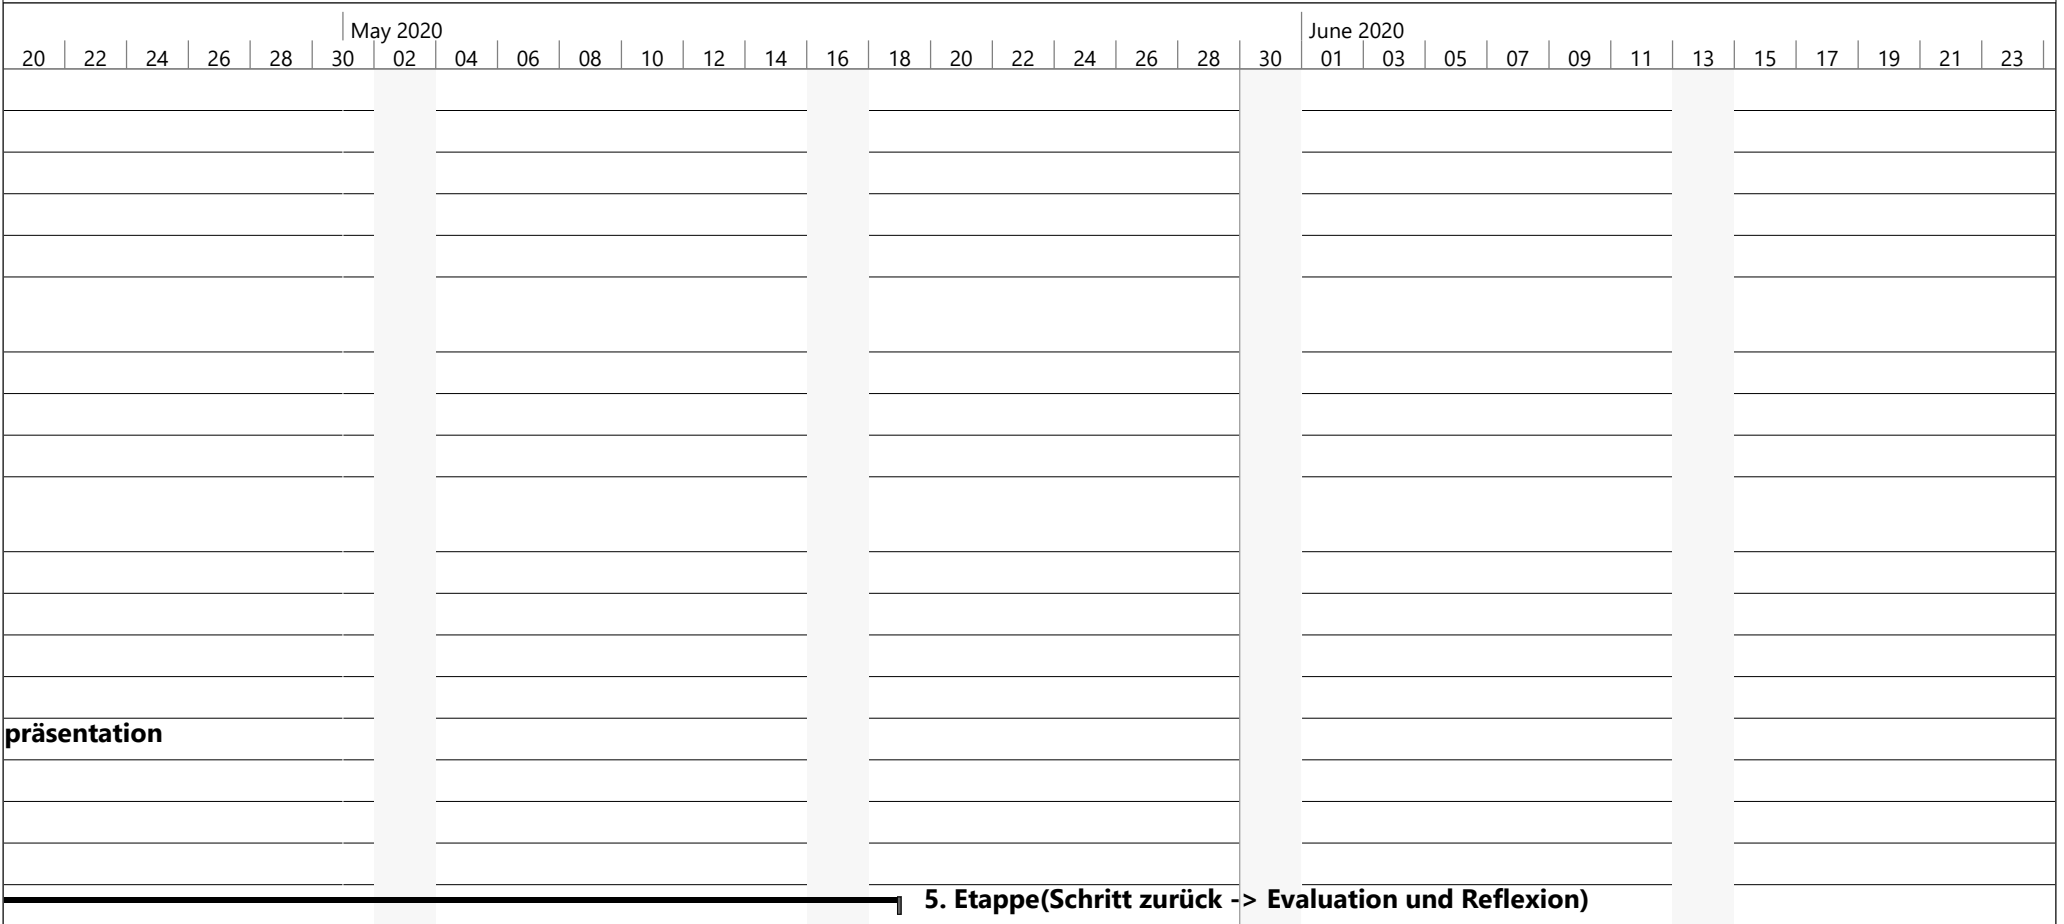 May 2020 June 2020
20 22 24 26 28 30 02 04 06 08 10 12 14 16 18 20 22 24 26 28 30 01 03 05 07 09 11 13 15 17 19 21 23
präsentation
5. Etappe(Schritt zurück -> Evaluation und Reflexion)